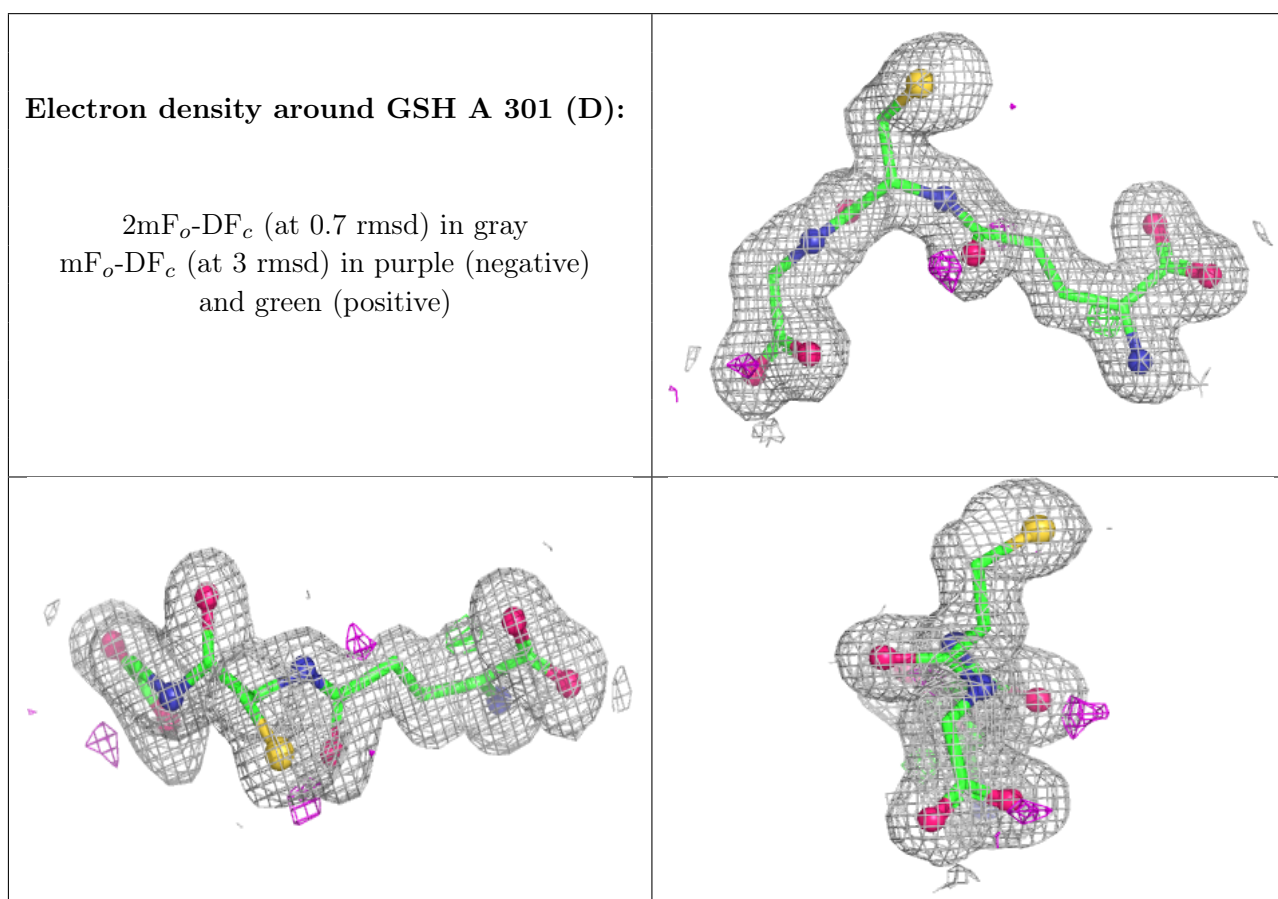 Electron density around GSH A 301 (D):
2mFo-DFc (at 0.7 rmsd) in gray
mFo-DFc (at 3 rmsd) in purple (negative)
and green (positive)